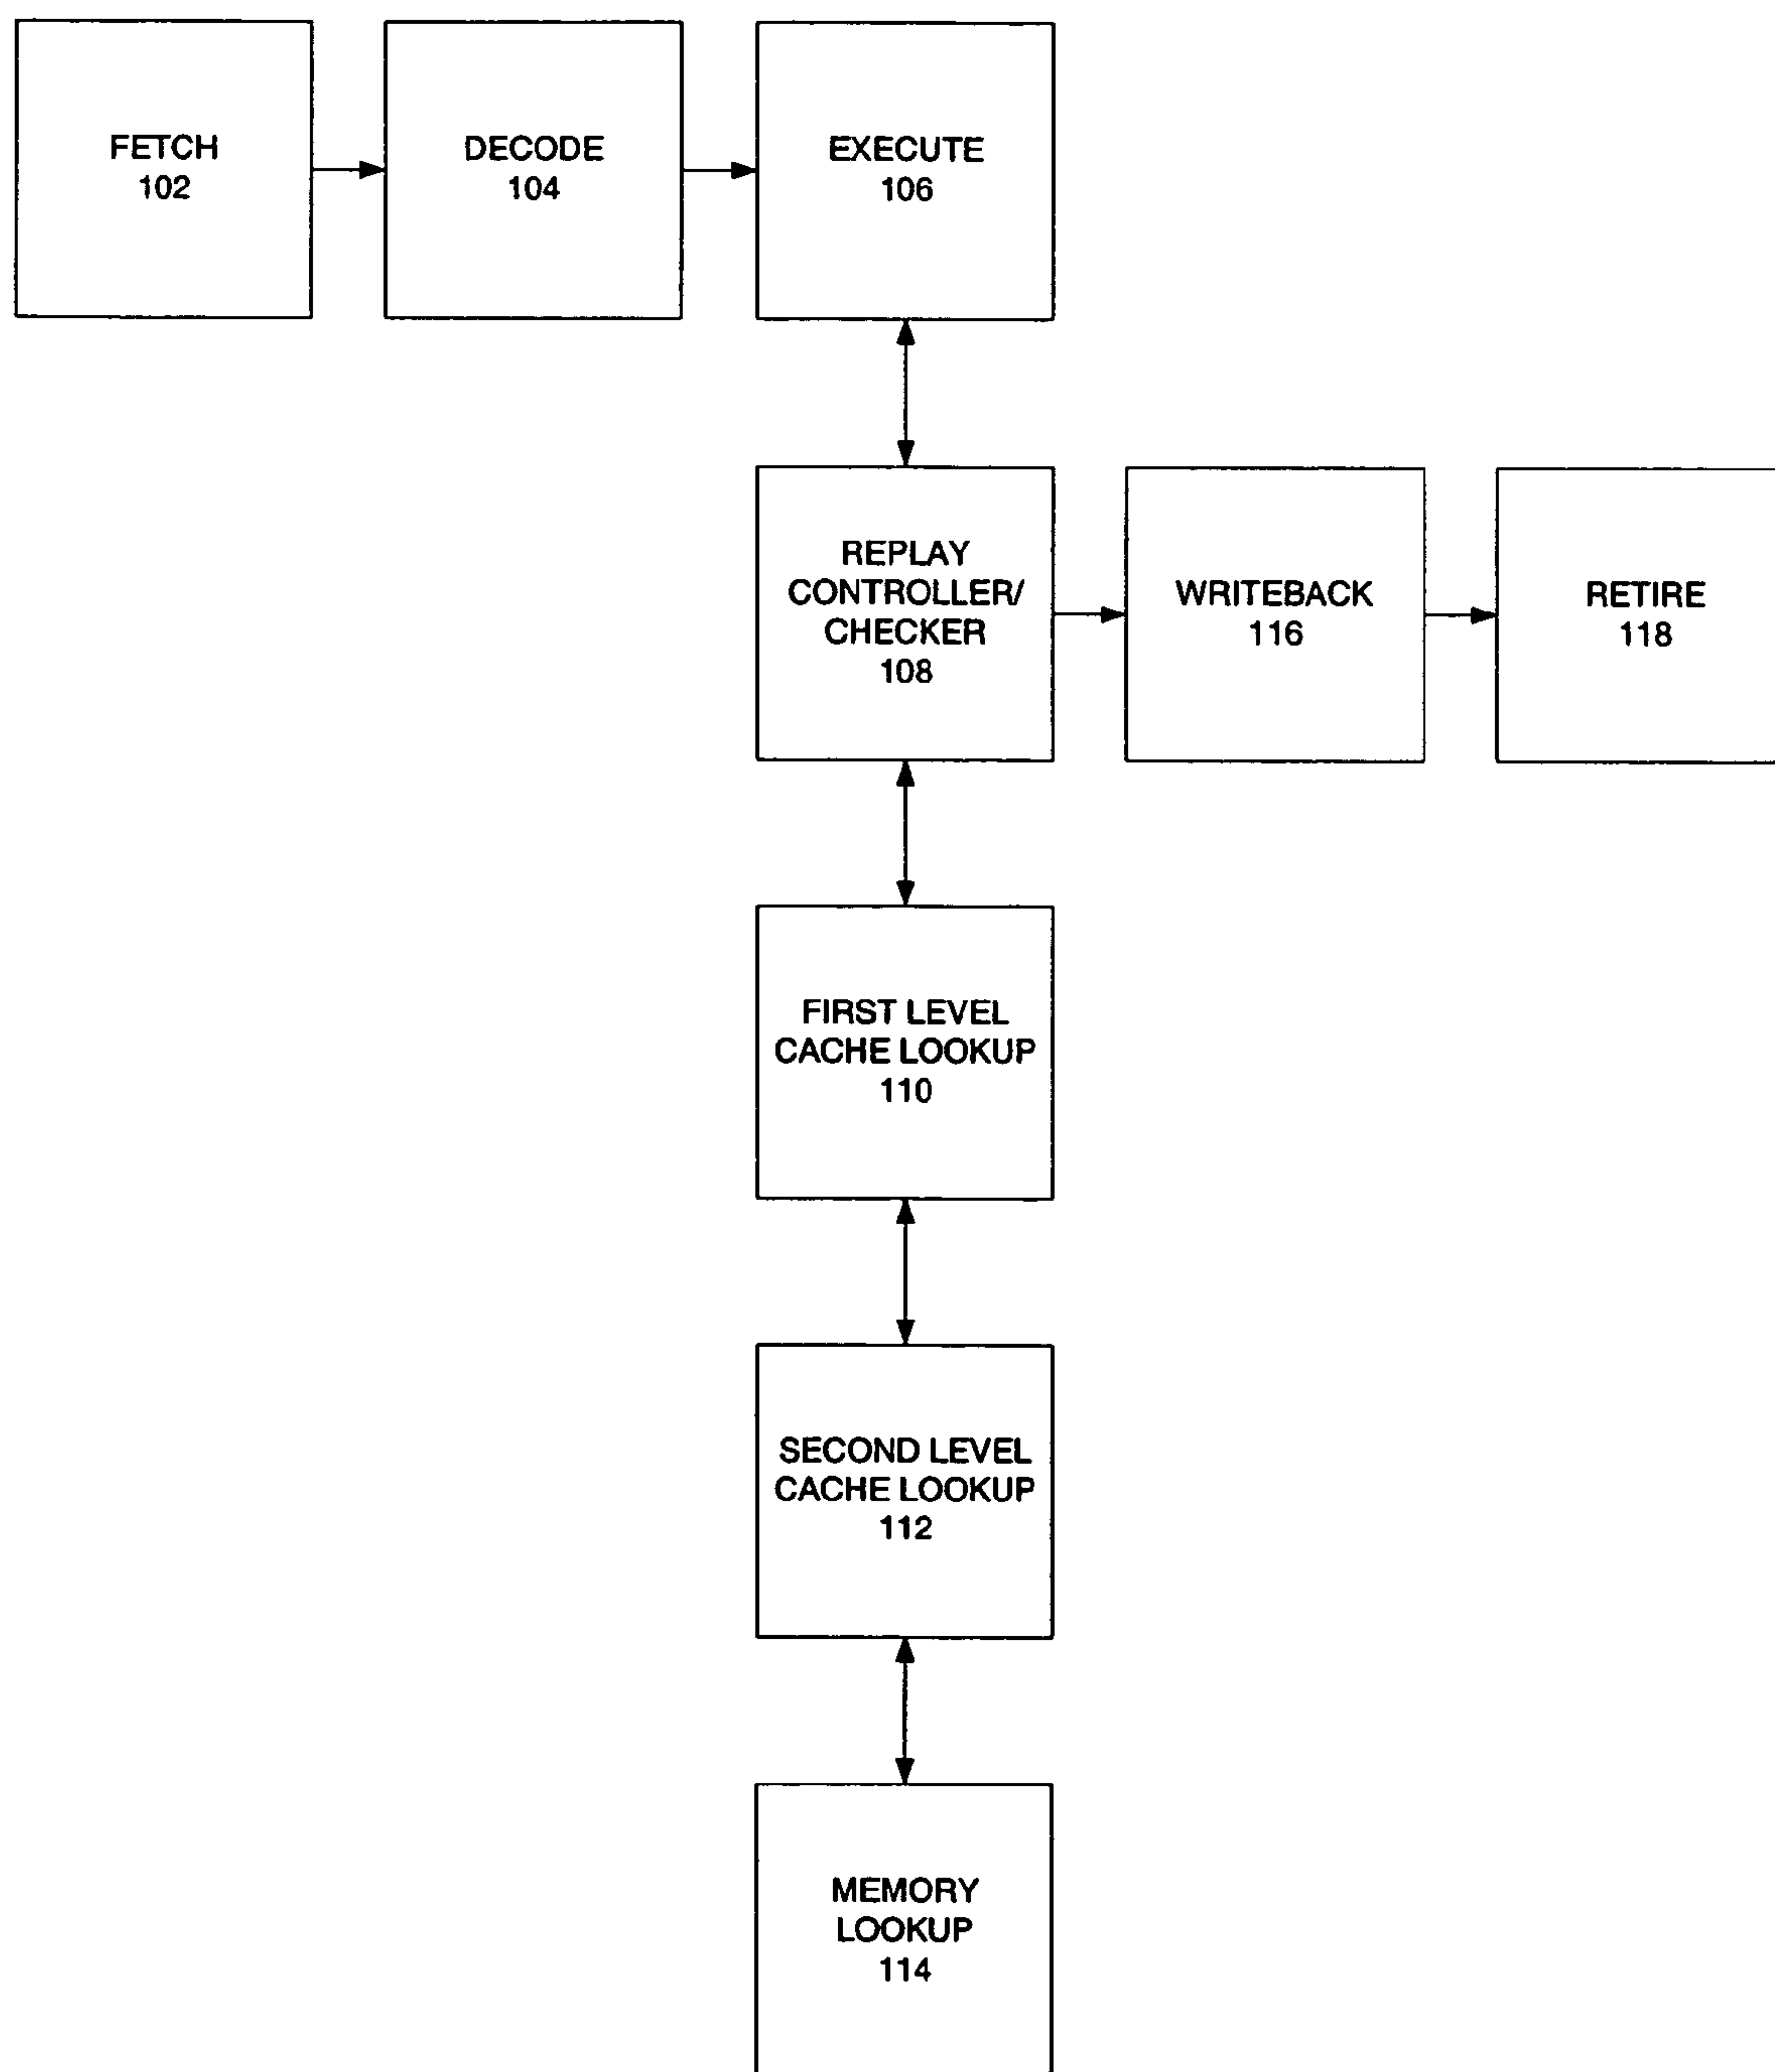 FETCH
102
DECODE
104
EXECUTE
106
REPLAY
CONTROLLER/
CHECKER
108
WRITEBACK
116
RETIRE
118
FIRST LEVEL
CACHE LOOKUP
110
SECOND LEVEL
CACHE LOOKUP
112
MEMORY
LOOKUP
114